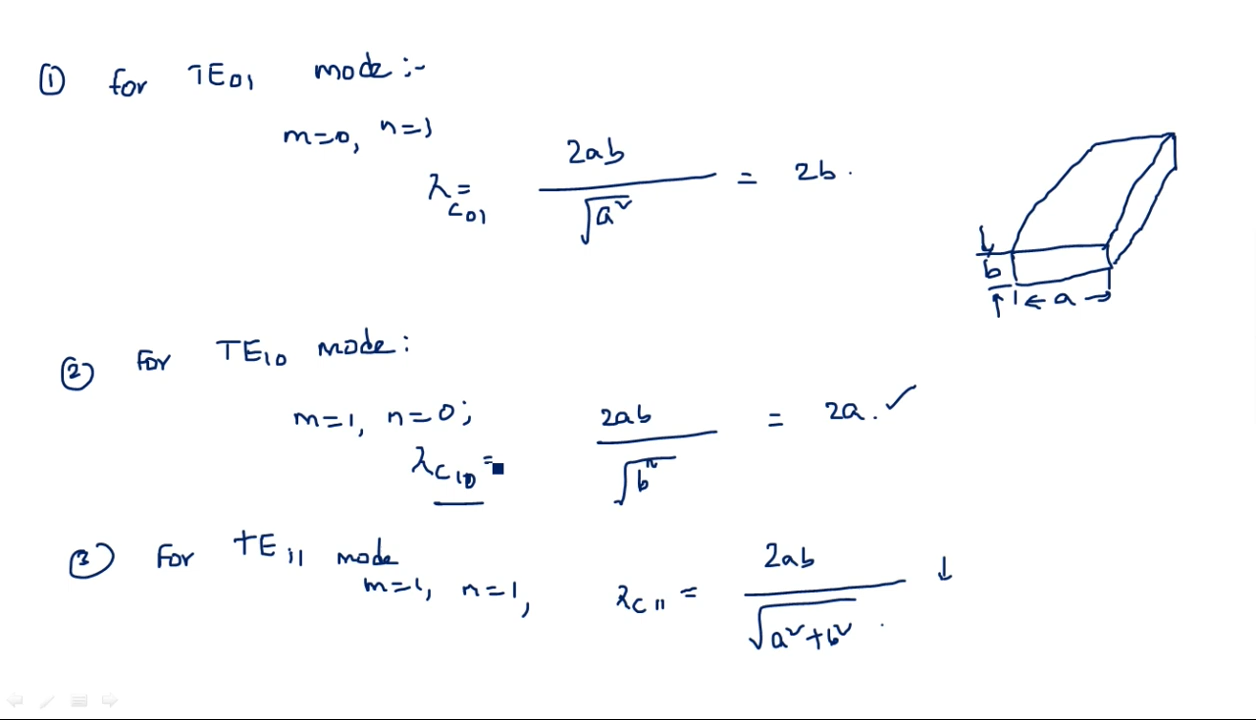 ① for TE01 mode :-
m=0, n=1
λc01 = 2ab / √a² = 2b.
b
a
② For TE10 mode :
m=1, n=0;
λc10 = 2ab / √b² = 2a. ✓
③ For TE11 mode
m=1, n=1, λc11 = 2ab / √a²+b² ↓